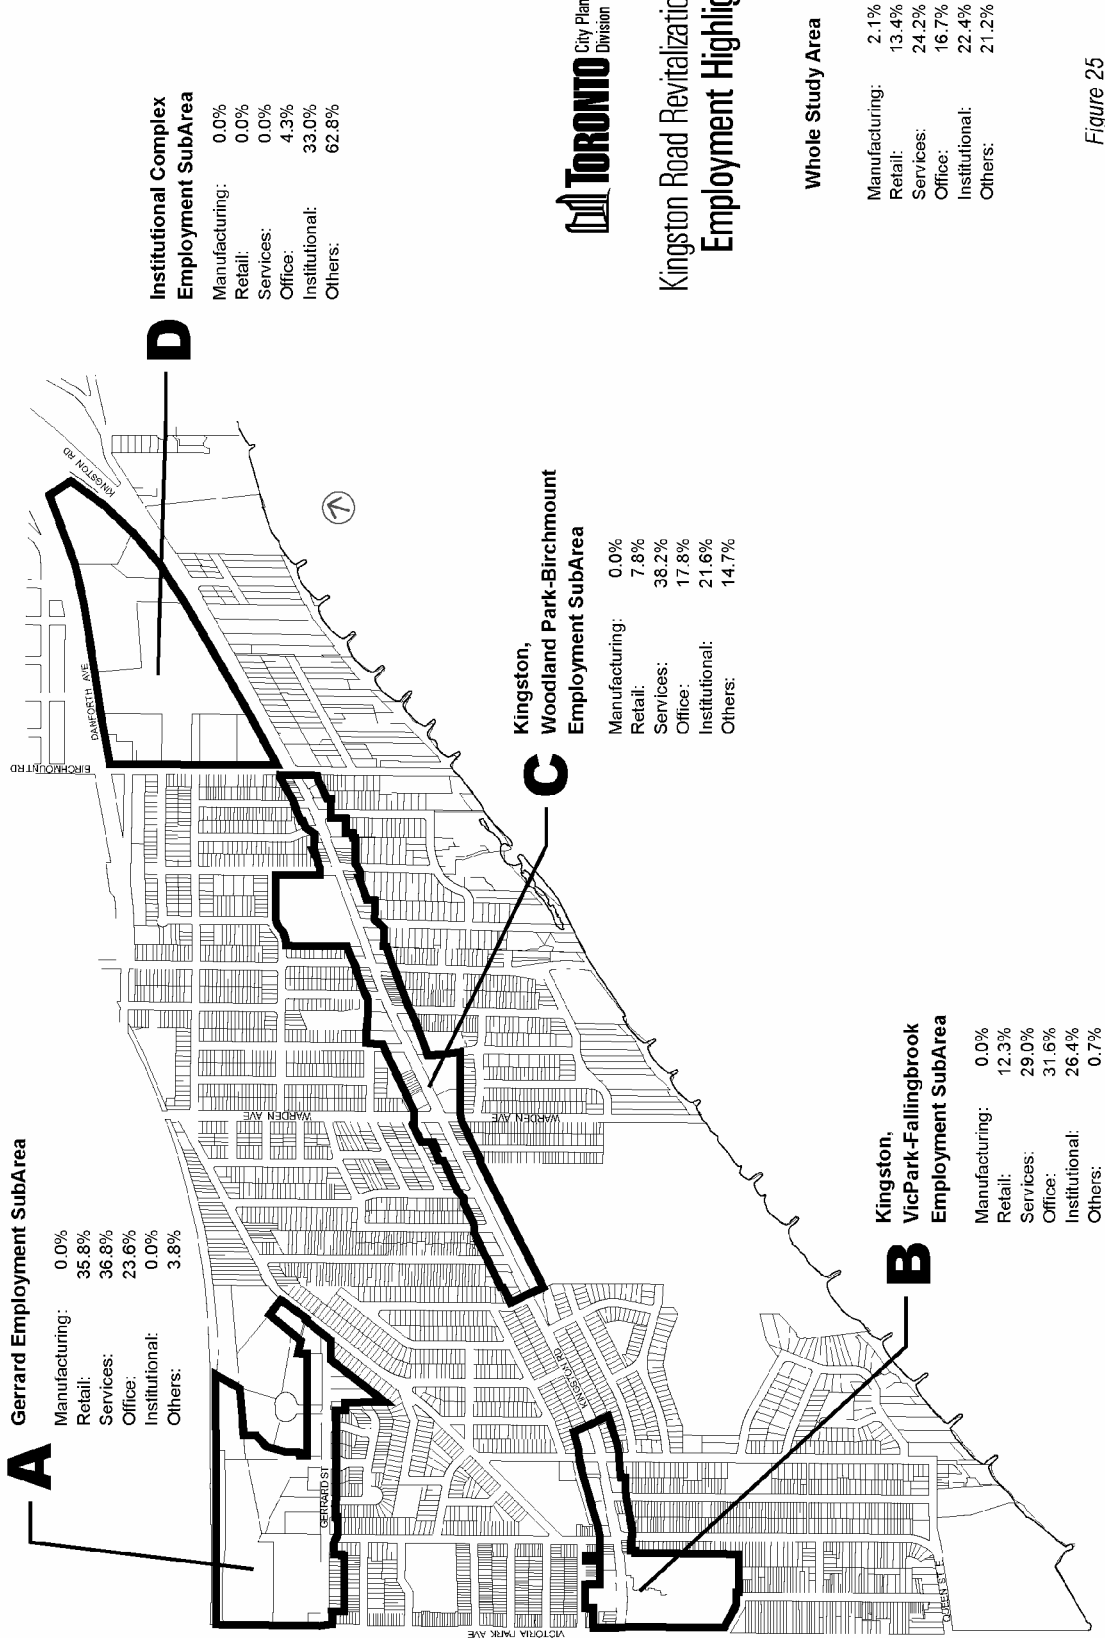 A
Gerrard Employment SubArea
Manufacturing: 0.0%
Retail: 35.8%
Services: 36.8%
Office: 23.6%
Institutional: 0.0%
Others: 3.8%
D
Institutional Complex
Employment SubArea
Manufacturing: 0.0%
Retail: 0.0%
Services: 0.0%
Office: 4.3%
Institutional: 33.0%
Others: 62.8%
KINGSTON RD
DANFORTH AVE
BIRCHMOUNT RD
WARDEN AVE
WARDEN AVE
GERRARD ST
KINGSTON RD
VICTORIA PARK AVE
QUEEN ST E
C
Kingston,
Woodland Park-Birchmount
Employment SubArea
Manufacturing: 0.0%
Retail: 7.8%
Services: 38.2%
Office: 17.8%
Institutional: 21.6%
Others: 14.7%
B
Kingston,
VicPark-Fallingbrook
Employment SubArea
Manufacturing: 0.0%
Retail: 12.3%
Services: 29.0%
Office: 31.6%
Institutional: 26.4%
Others: 0.7%
TORONTO City Plan
Division
Kingston Road Revitalizatio
Employment Highlig
Whole Study Area
Manufacturing: 2.1%
Retail: 13.4%
Services: 24.2%
Office: 16.7%
Institutional: 22.4%
Others: 21.2%
Figure 25